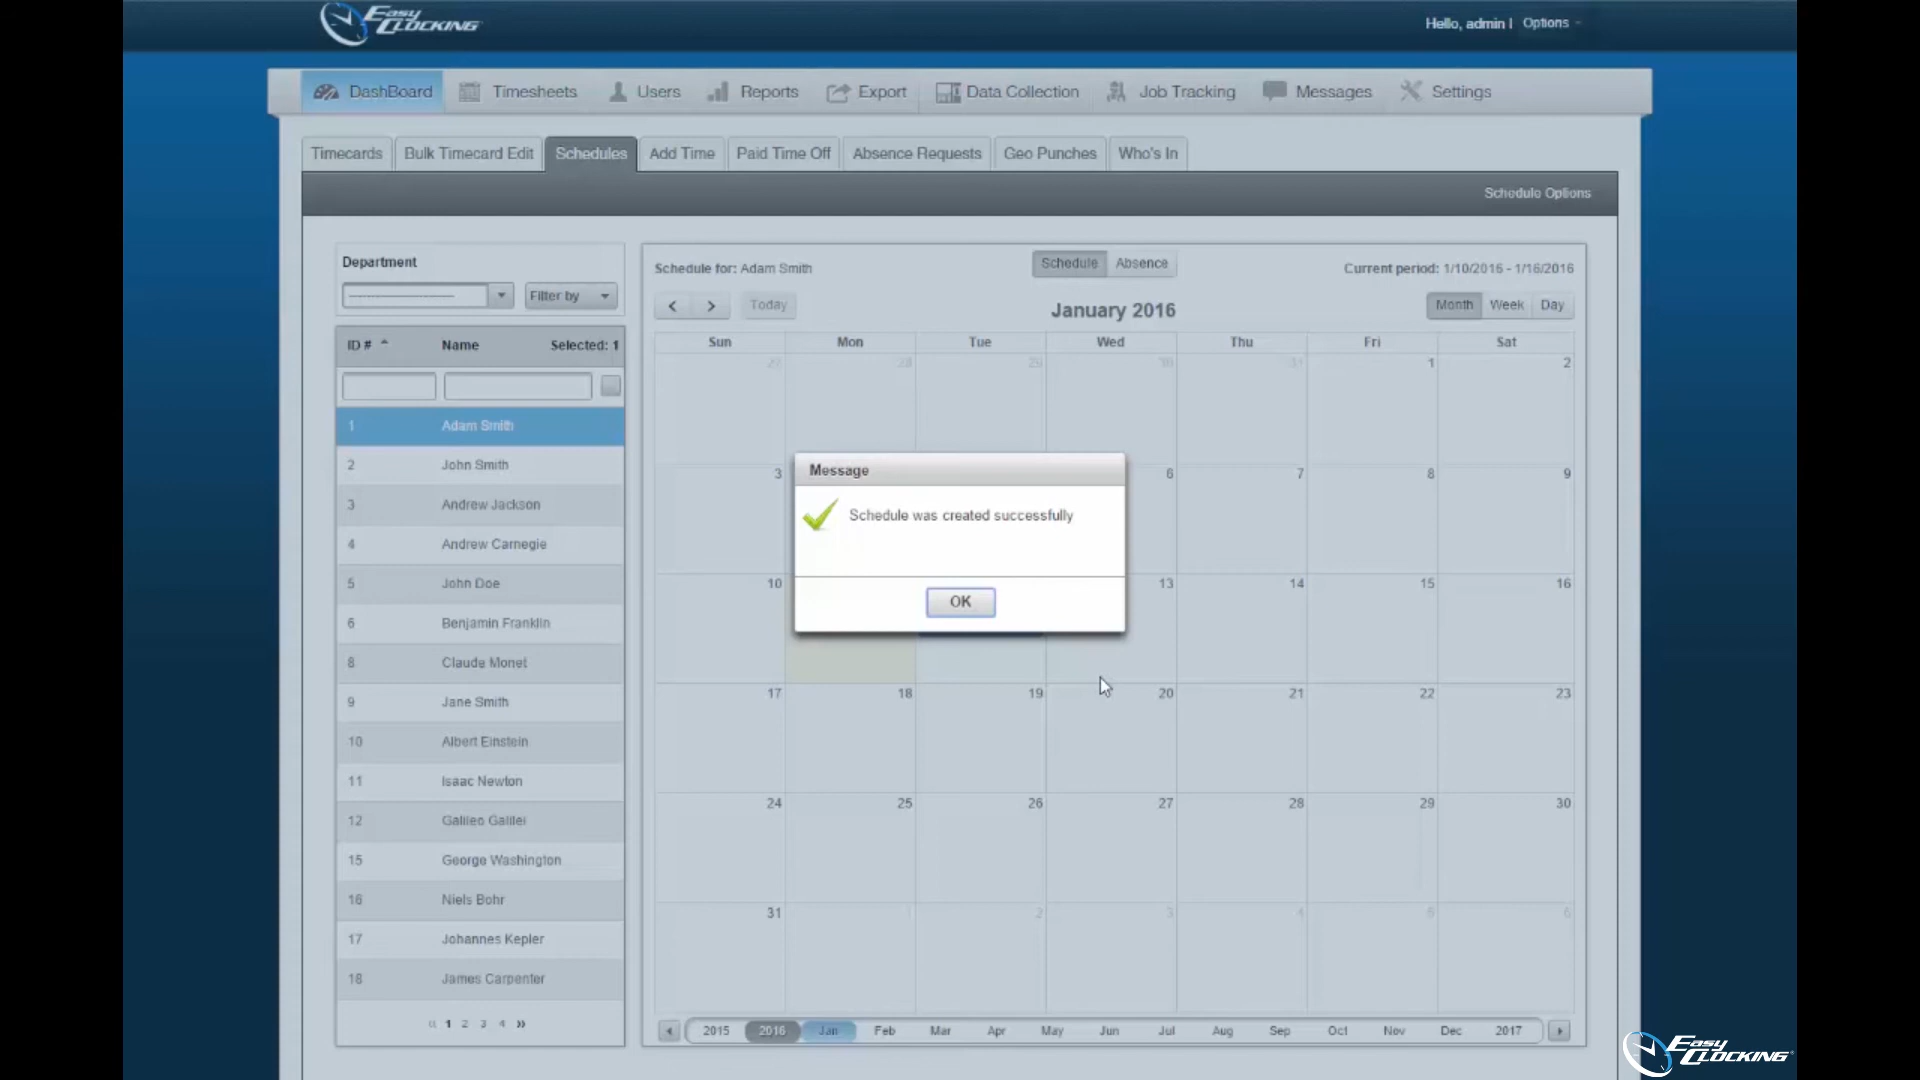 Easy Clocking
Hello, admin | Options
DashBoard Timesheets Users Reports Export Data Collection Job Tracking Messages Settings
Timecards Bulk Timecard Edit Schedules Add Time Paid Time Off Absence Requests Geo Punches Who's In
Schedule Options
Department
Filter by
ID # Name Selected: 1
1 Adam Smith
2 John Smith
3 Andrew Jackson
4 Andrew Carnegie
5 John Doe
6 Benjamin Franklin
8 Claude Monet
9 Jane Smith
10 Albert Einstein
11 Isaac Newton
12 Galileo Galilei
15 George Washington
16 Niels Bohr
17 Johannes Kepler
18 James Carpenter
« 1 2 3 4 »
Schedule for: Adam Smith
Schedule Absence
Current period: 1/10/2016 - 1/16/2016
< > Today
January 2016
Month Week Day
Sun Mon Tue Wed Thu Fri Sat
27 28 29 30 31 1 2
3 6 7 8 9
10 13 14 15 16
17 18 19 20 21 22 23
24 25 26 27 28 29 30
31 1 2 3 4 5 6
Message
Schedule was created successfully
OK
2015 2016 Jan Feb Mar Apr May Jun Jul Aug Sep Oct Nov Dec 2017
Easy Clocking